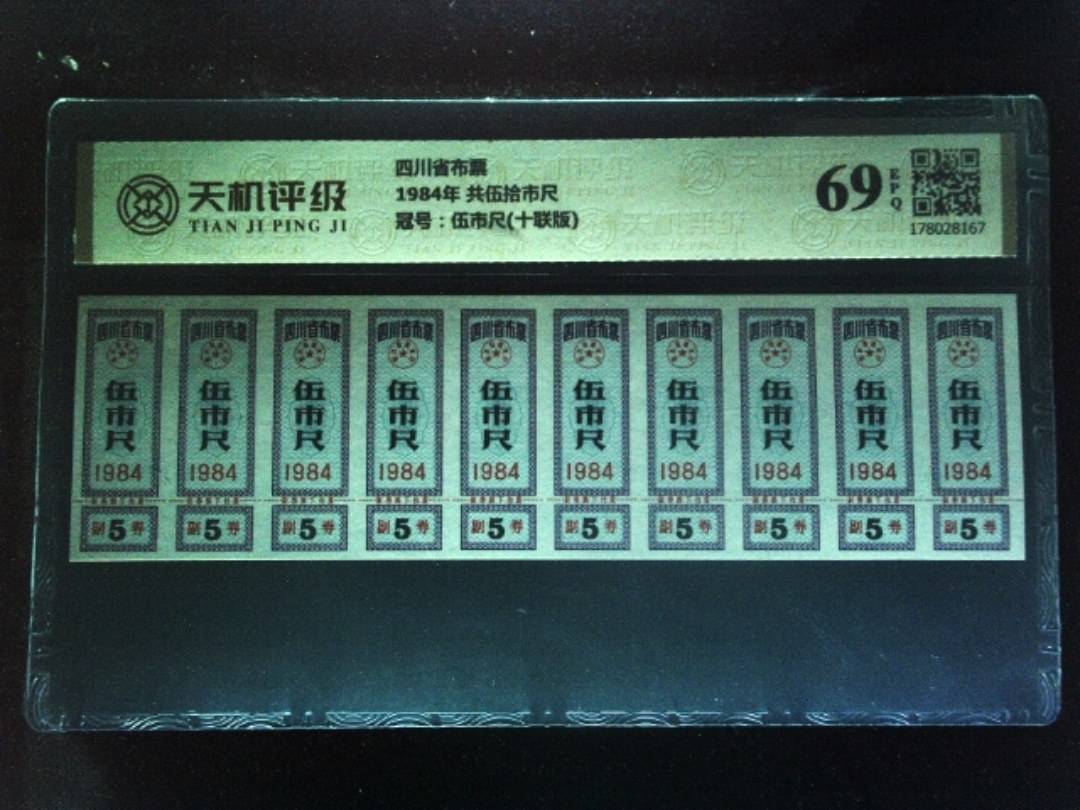 天机评级
TIAN JI PING JI
四川省布票
1984年 共伍拾市尺
冠号：伍市尺(十联版)
69
EPQ
178028167
四川省布票 四川省布票 四川省布票 四川省布票 四川省布票 四川省布票 四川省布票 四川省布票 四川省布票 四川省布票
伍市尺 伍市尺 伍市尺 伍市尺 伍市尺 伍市尺 伍市尺 伍市尺 伍市尺 伍市尺
1984 1984 1984 1984 1984 1984 1984 1984 1984 1984
副5券 副5券 副5券 副5券 副5券 副5券 副5券 副5券 副5券 副5券